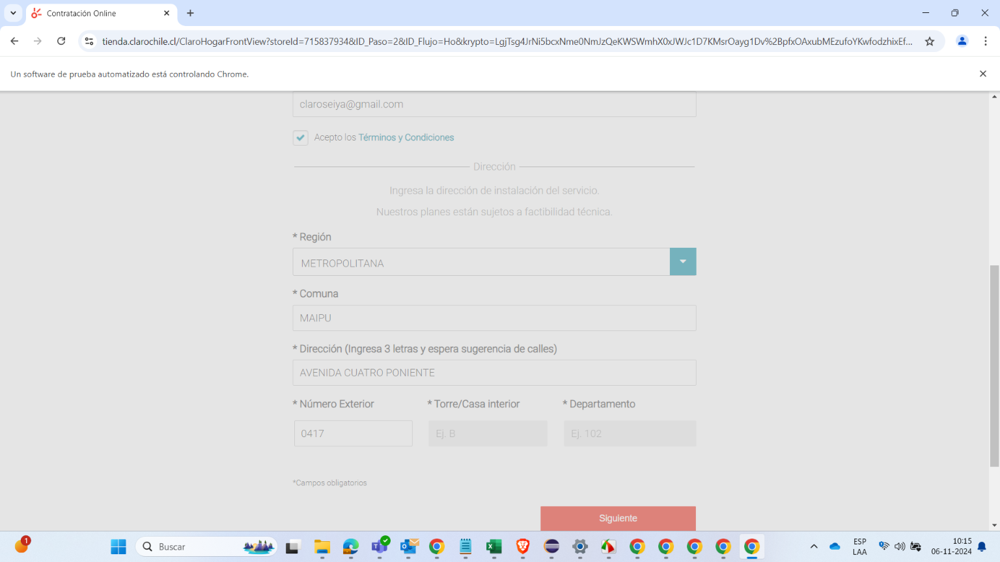 Contratación Online
tienda.clarochile.cl/ClaroHogarFrontView?storeId=715837934&ID_Paso=2&ID_Flujo=Ho&krypto=LgjTsg4JrNi5bcxNme0NmJzQeKWSWmhX0xJWJc1D7KMsrOayg1Dv%2BpfxOAxubMEzufoYKwfodzhixEf...
Un software de prueba automatizado está controlando Chrome.
claroseiya@gmail.com
Acepto los Términos y Condiciones
Dirección
Ingresa la dirección de instalación del servicio.
Nuestros planes están sujetos a factibilidad técnica.
* Región
METROPOLITANA
* Comuna
MAIPU
* Dirección (Ingresa 3 letras y espera sugerencia de calles)
AVENIDA CUATRO PONIENTE
* Número Exterior * Torre/Casa interior * Departamento
0417 Ej. B Ej. 102
*Campos obligatorios
Siguiente
1
Buscar
ESP
LAA
10:15
06-11-2024